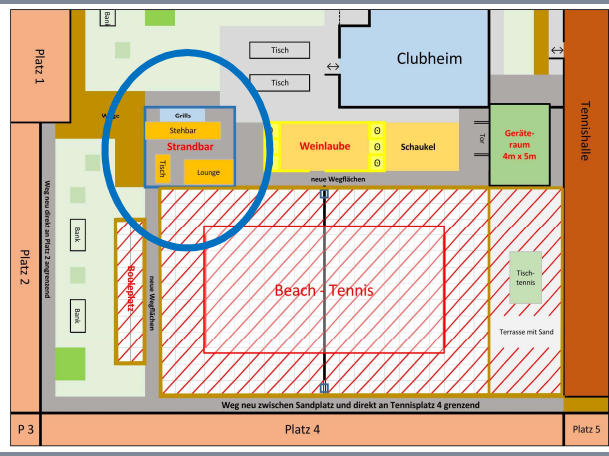 Platz 1
Bank
Tisch
Tisch
Clubheim
Tennishalle
Grills
Stehbar
Strandbar
Tisch
Lounge
Weinlaube
Schaukel
Tor
Geräte-
raum
4m x 5m
neue Wegflächen
Weg neu direkt an Platz 2 angrenzend
Platz 2
Bank
Bank
Bouleplatz
neue Wegflächen
Beach - Tennis
Tisch-
tennis
Terrasse mit Sand
Weg neu zwischen Sandplatz und direkt an Tennisplatz 4 grenzend
P 3
Platz 4
Platz 5